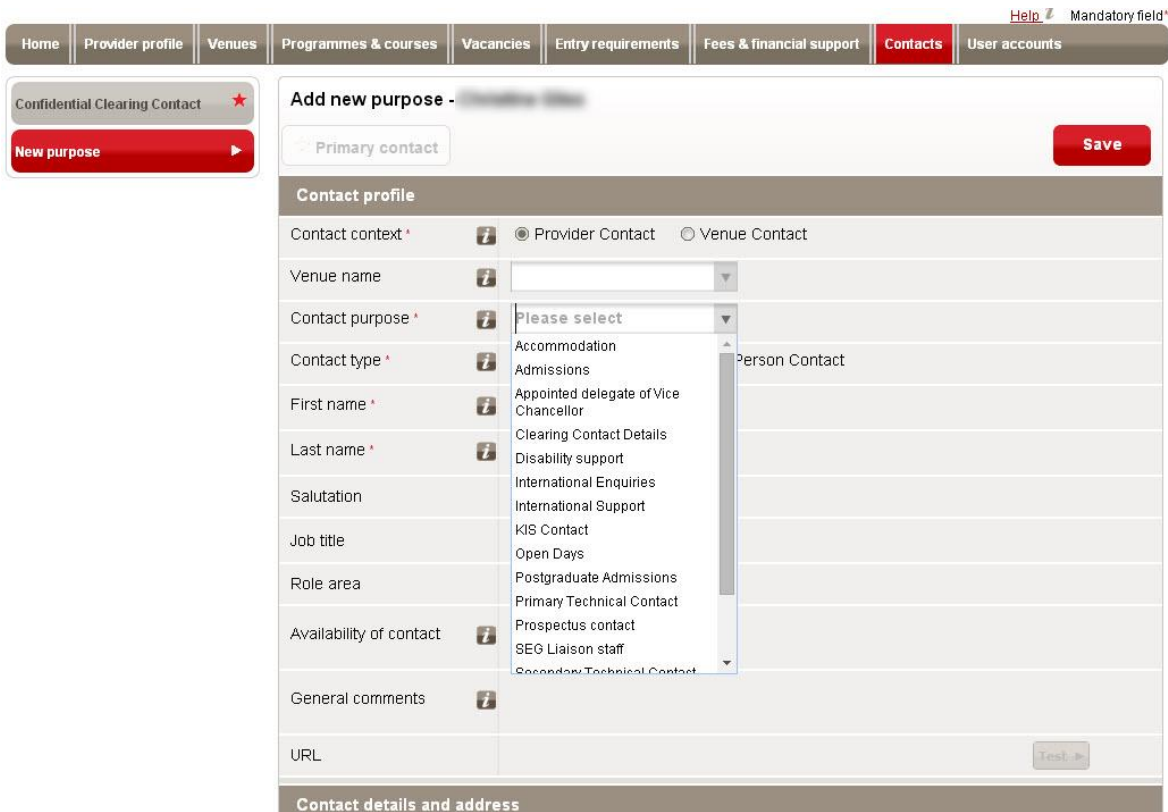 Help i Mandatory field*
Home Provider profile Venues Programmes & courses Vacancies Entry requirements Fees & financial support Contacts User accounts
Confidential Clearing Contact
New purpose
Add new purpose -
Primary contact
Save
Contact profile
Contact context * i Provider Contact Venue Contact
Venue name i
Contact purpose * i Please select
Accommodation
Contact type * i Person Contact
Admissions
Appointed delegate of Vice
Chancellor
First name * i
Clearing Contact Details
Last name * i
Disability support
International Enquiries
Salutation
International Support
KIS Contact
Job title
Open Days
Role area
Postgraduate Admissions
Primary Technical Contact
Prospectus contact
Availability of contact i
SEG Liaison staff
Secondary Technical Contact
General comments i
URL Test
Contact details and address